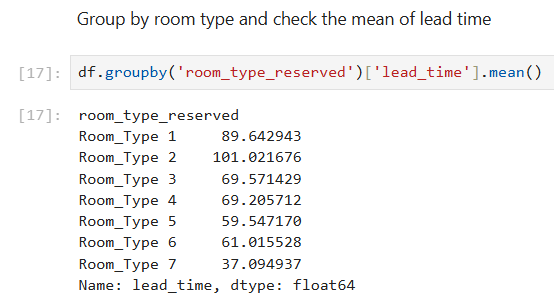 Group by room type and check the mean of lead time
[17]: df.groupby('room_type_reserved')['lead_time'].mean()
[17]: room_type_reserved
Room_Type 1     89.642943
Room_Type 2    101.021676
Room_Type 3     69.571429
Room_Type 4     69.205712
Room_Type 5     59.547170
Room_Type 6     61.015528
Room_Type 7     37.094937
Name: lead_time, dtype: float64